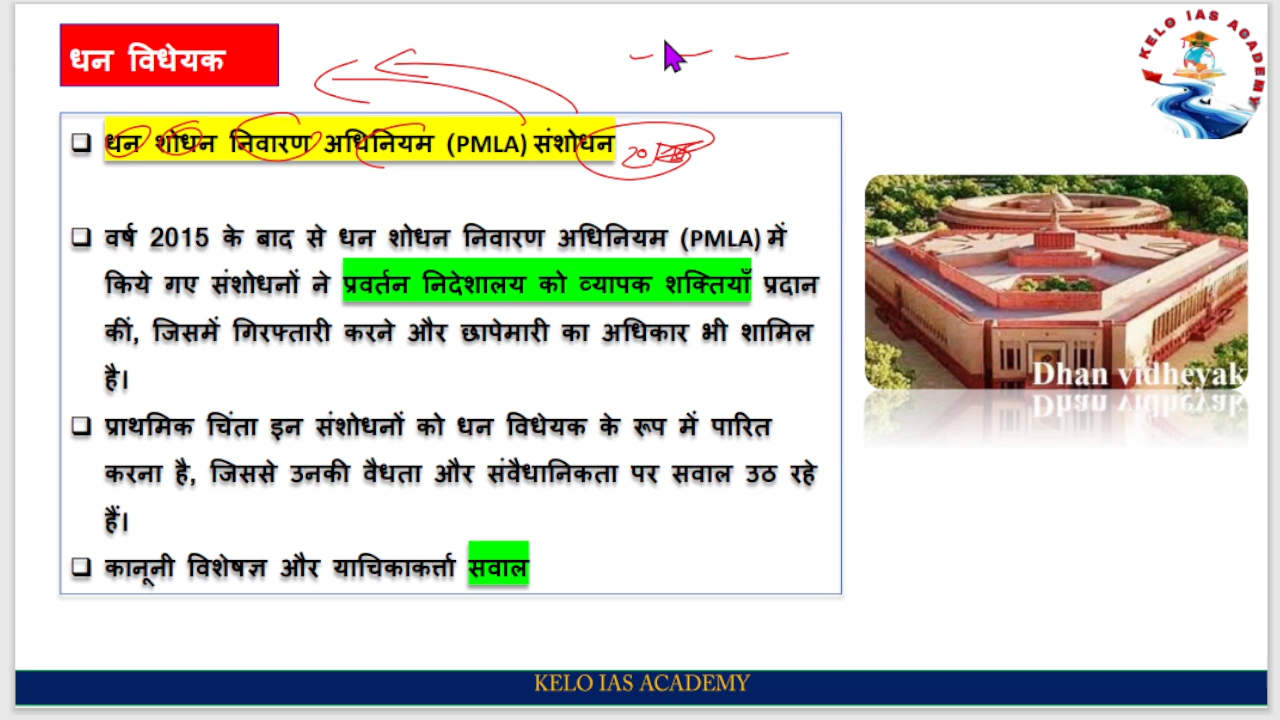 धन विधेयक
KELO IAS ACADEMY
धन शोधन निवारण अधिनियम (PMLA) संशोधन
20
वर्ष 2015 के बाद से धन शोधन निवारण अधिनियम (PMLA) में
किये गए संशोधनों ने प्रवर्तन निदेशालय को व्यापक शक्तियाँ प्रदान
कीं, जिसमें गिरफ्तारी करने और छापेमारी का अधिकार भी शामिल
है।
प्राथमिक चिंता इन संशोधनों को धन विधेयक के रूप में पारित
करना है, जिससे उनकी वैधता और संवैधानिकता पर सवाल उठ रहे
हैं।
कानूनी विशेषज्ञ और याचिकाकर्त्ता सवाल
Dhan vidheyak
KELO IAS ACADEMY